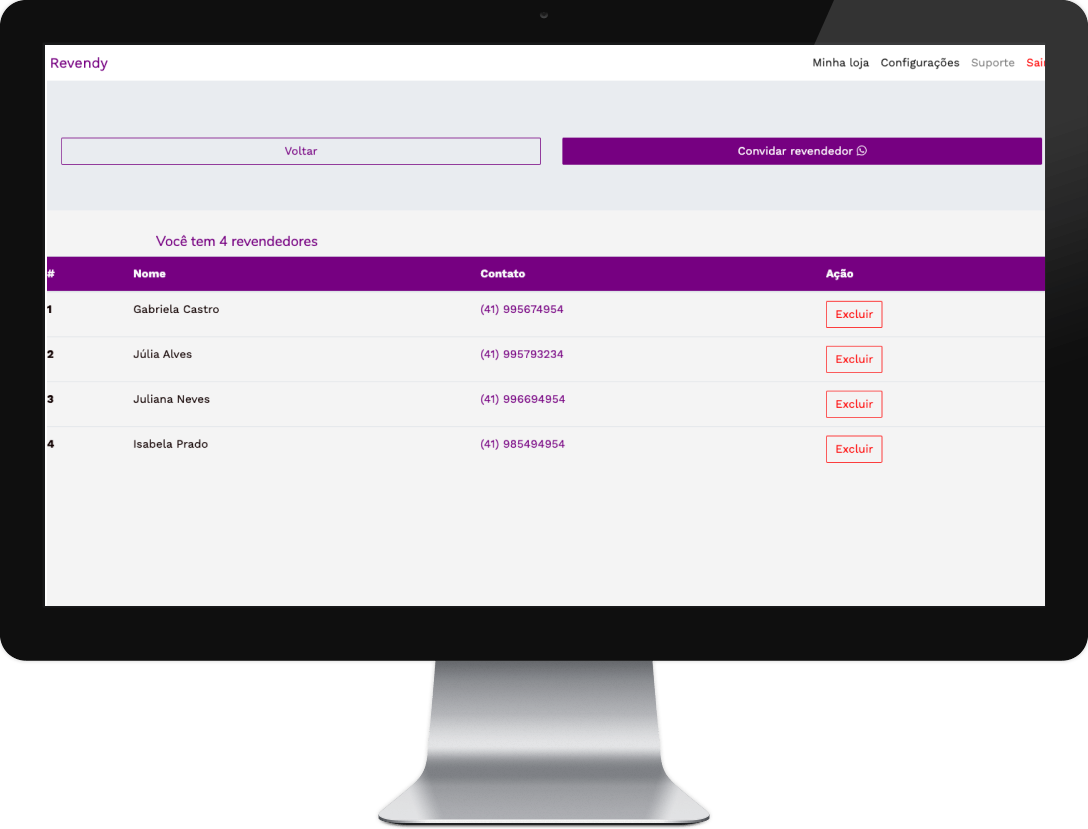 Revendy Minha loja Configurações Suporte Sair
Voltar Convidar revendedor
Você tem 4 revendedores
# Nome Contato Ação
1 Gabriela Castro (41) 995674954 Excluir
2 Júlia Alves (41) 995793234 Excluir
3 Juliana Neves (41) 996694954 Excluir
4 Isabela Prado (41) 985494954 Excluir